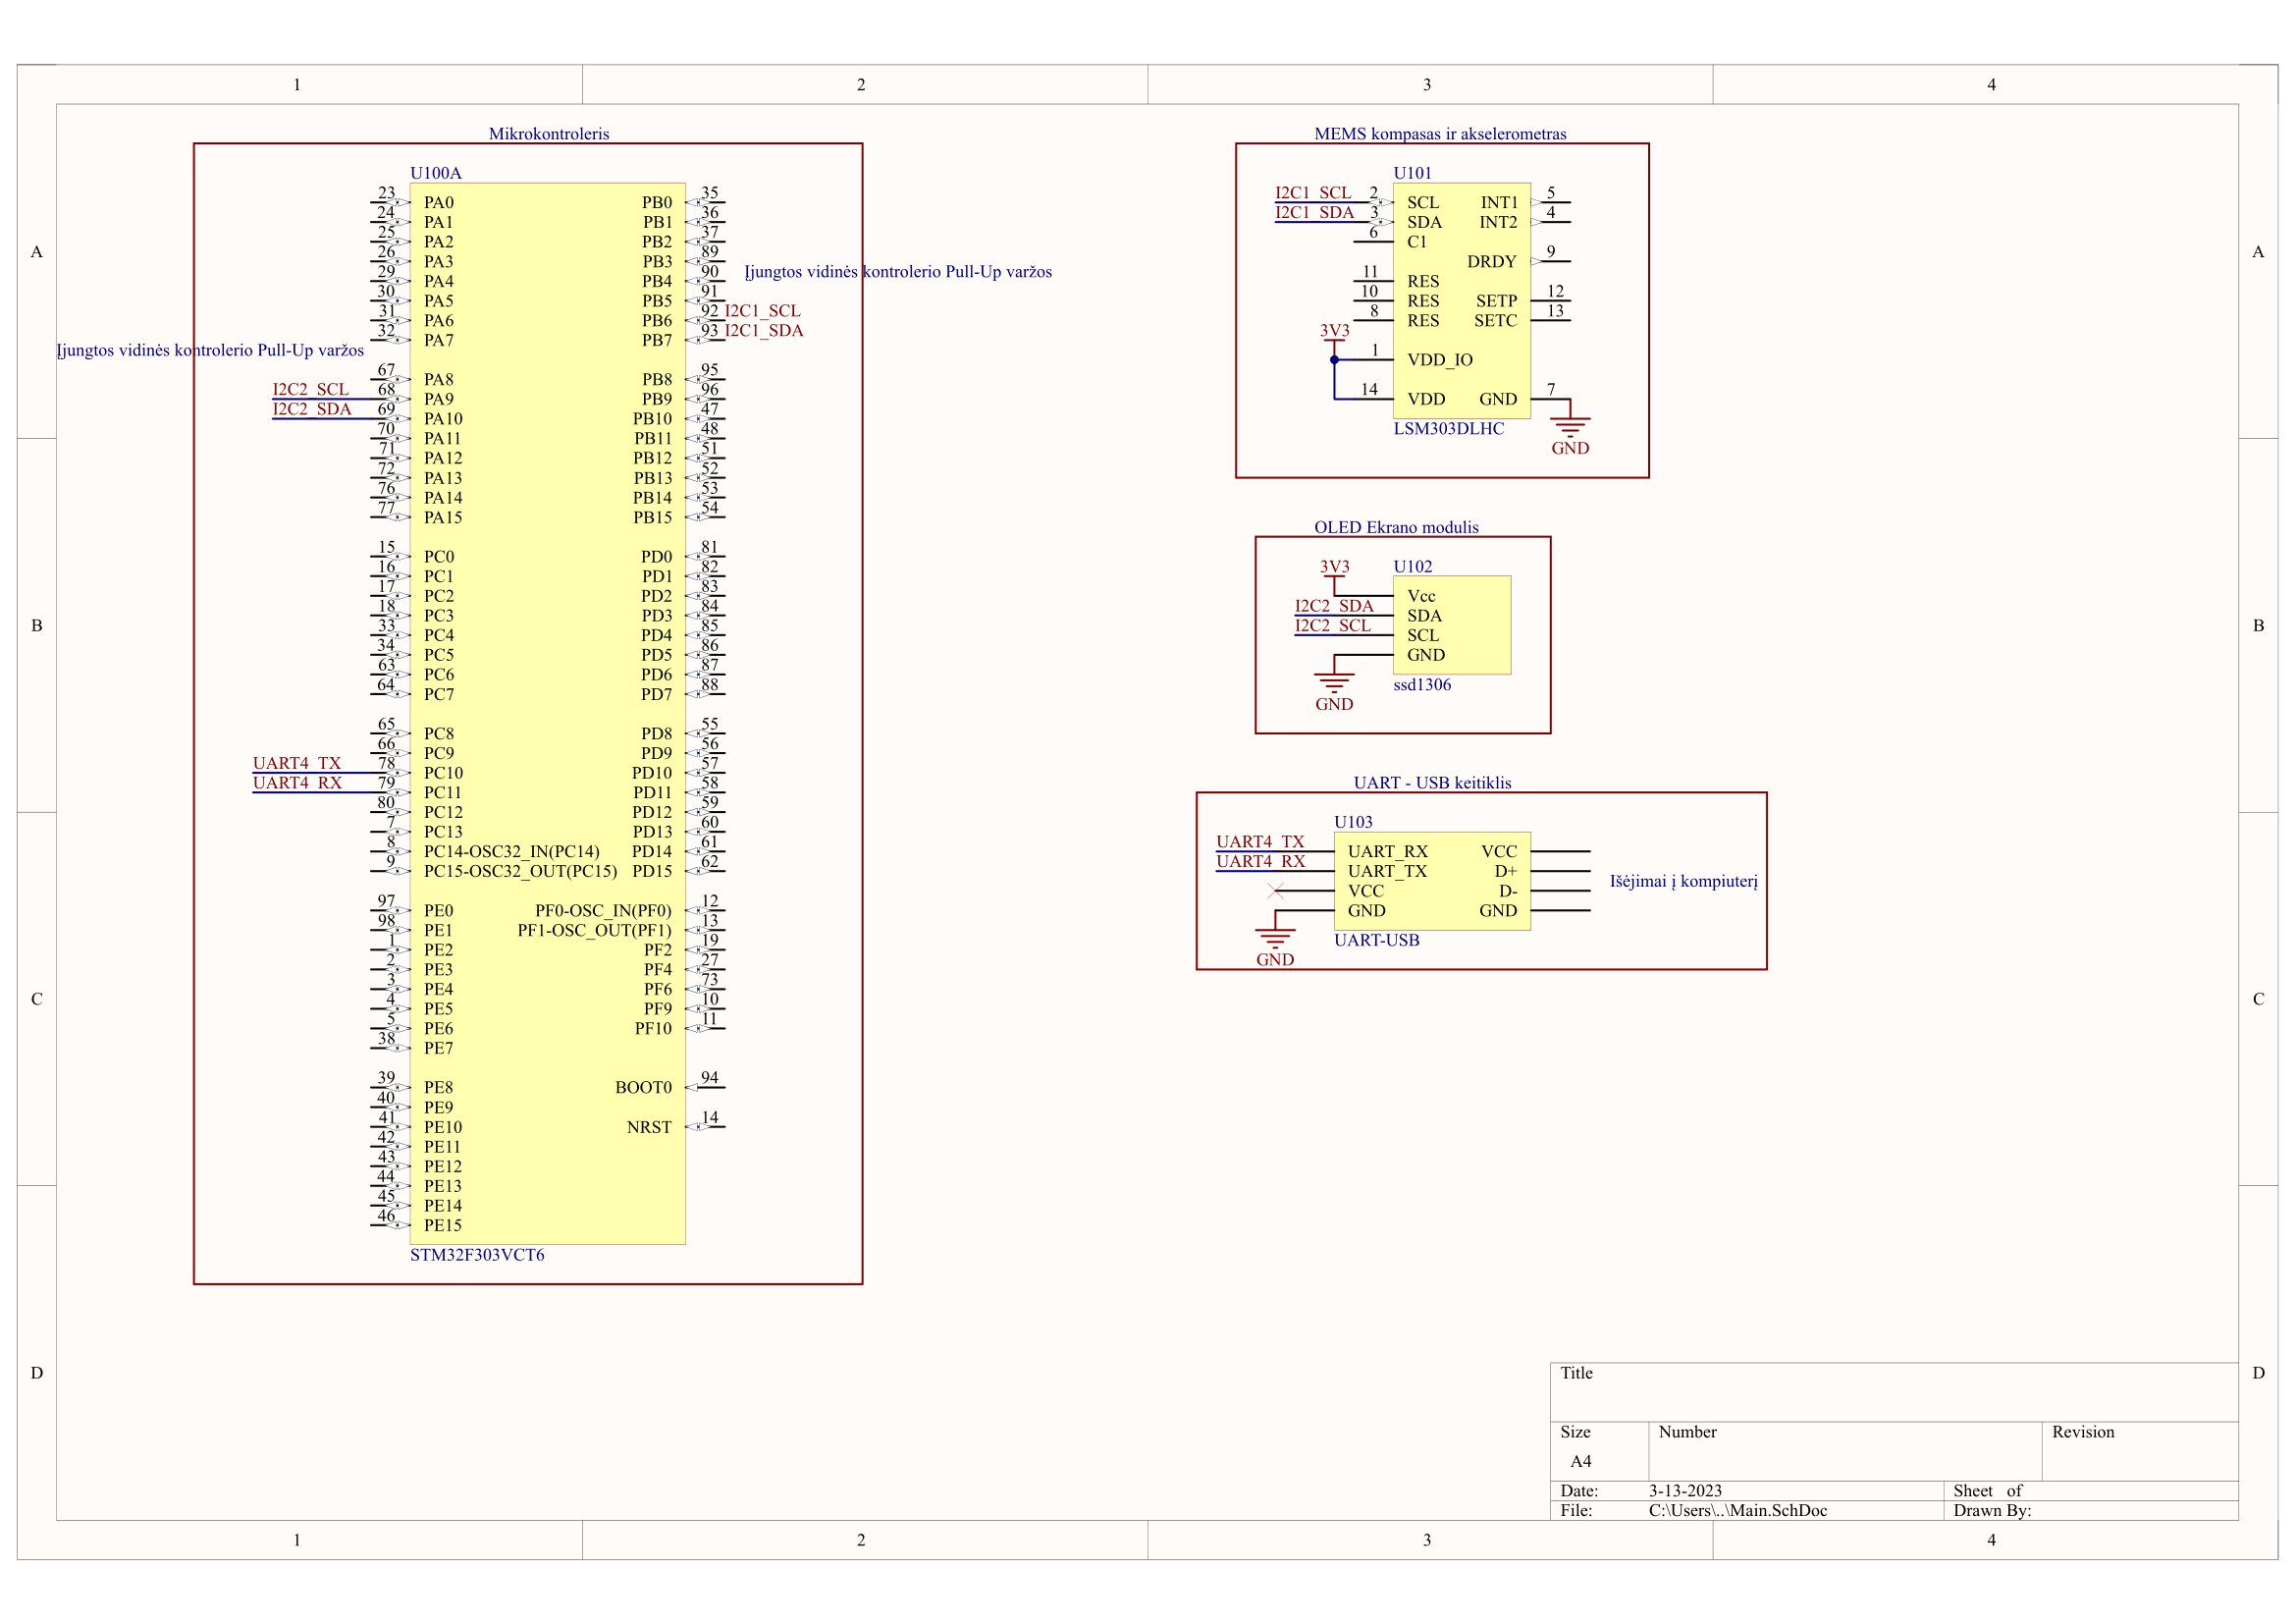 1 2 3 4
Mikrokontroleris
U100A
23 PA0 PB0 35
24 PA1 PB1 36
25 PA2 PB2 37
26 PA3 PB3 89
29 PA4 PB4 90
Įjungtos vidinės kontrolerio Pull-Up varžos
30 PA5 PB5 91
31 PA6 PB6 92 I2C1_SCL
32 PA7 PB7 93 I2C1_SDA
Įjungtos vidinės kontrolerio Pull-Up varžos
67 PA8 PB8 95
I2C2_SCL 68 PA9 PB9 96
I2C2_SDA 69 PA10 PB10 47
70 PA11 PB11 48
71 PA12 PB12 51
72 PA13 PB13 52
76 PA14 PB14 53
77 PA15 PB15 54
15 PC0 PD0 81
16 PC1 PD1 82
17 PC2 PD2 83
18 PC3 PD3 84
33 PC4 PD4 85
34 PC5 PD5 86
63 PC6 PD6 87
64 PC7 PD7 88
65 PC8 PD8 55
66 PC9 PD9 56
UART4_TX 78 PC10 PD10 57
UART4_RX 79 PC11 PD11 58
80 PC12 PD12 59
7 PC13 PD13 60
8 PC14-OSC32_IN(PC14) PD14 61
9 PC15-OSC32_OUT(PC15) PD15 62
97 PE0 PF0-OSC_IN(PF0) 12
98 PE1 PF1-OSC_OUT(PF1) 13
1 PE2 PF2 19
2 PE3 PF4 27
3 PE4 PF6 73
4 PE5 PF9 10
5 PE6 PF10 11
38 PE7
39 PE8 BOOT0 94
40 PE9
41 PE10 NRST 14
42 PE11
43 PE12
44 PE13
45 PE14
46 PE15
STM32F303VCT6
MEMS kompasas ir akselerometras
U101
I2C1_SCL 2 SCL INT1 5
I2C1_SDA 3 SDA INT2 4
6 C1
DRDY 9
11 RES
10 RES SETP 12
8 RES SETC 13
3V3
1 VDD_IO
14 VDD GND 7
LSM303DLHC
GND
OLED Ekrano modulis
3V3 U102
Vcc
I2C2_SDA SDA
I2C2_SCL SCL
GND
ssd1306
GND
UART - USB keitiklis
U103
UART4_TX UART_RX VCC
UART4_RX UART_TX D+
Išėjimai į kompiuterį
VCC D-
GND GND
UART-USB
GND
A A
B B
C C
D D
Title
Size Number Revision
A4
Date: 3-13-2023 Sheet of
File: C:\Users\..\Main.SchDoc Drawn By:
1 2 3 4